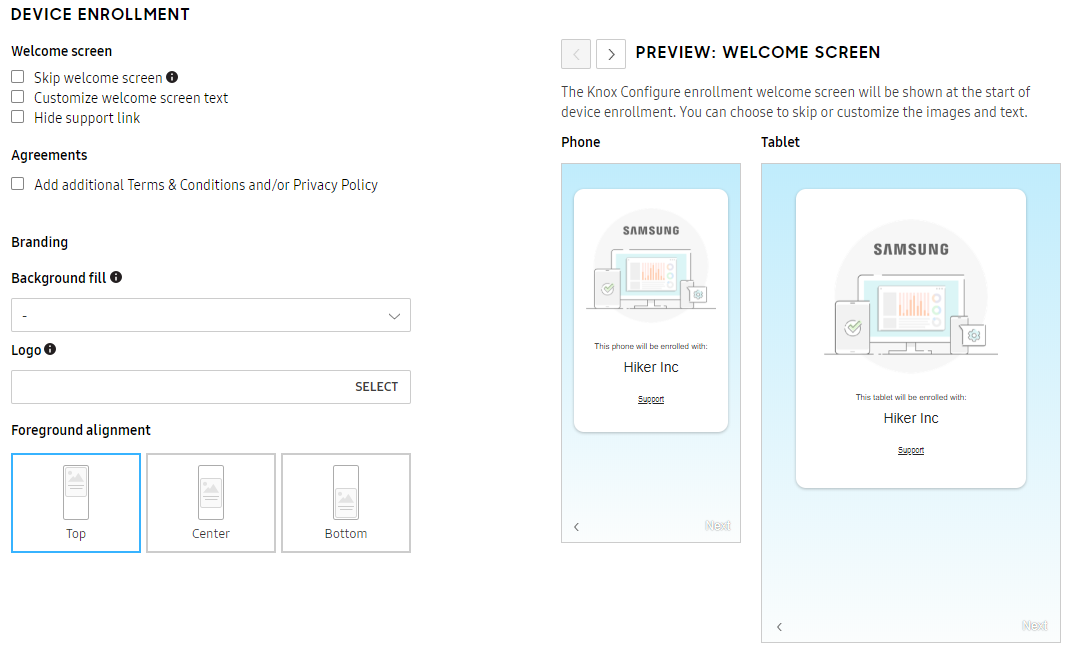 DEVICE ENROLLMENT
Welcome screen
Skip welcome screen
Customize welcome screen text
Hide support link
Agreements
Add additional Terms & Conditions and/or Privacy Policy
Branding
Background fill
-
Logo
SELECT
Foreground alignment
Top
Center
Bottom
PREVIEW: WELCOME SCREEN
The Knox Configure enrollment welcome screen will be shown at the start of
device enrollment. You can choose to skip or customize the images and text.
Phone
SAMSUNG
This phone will be enrolled with:
Hiker Inc
Support
Next
Tablet
SAMSUNG
This tablet will be enrolled with:
Hiker Inc
Support
Next